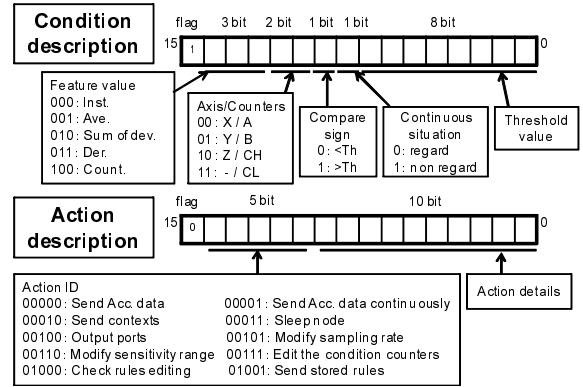 Condition description
flag 3 bit 2 bit 1 bit 1 bit 8 bit
15 1 0
Feature value
000: Inst.
001: Ave.
010: Sum of dev.
011: Der.
100: Count.
Axis/Counters
00: X / A
01: Y / B
10: Z / CH
11: - / CL
Compare sign
0: <Th
1: >Th
Continuous situation
0: regard
1: non regard
Threshold value
Action description
flag 5 bit 10 bit
15 0 0
Action ID
00000: Send Acc. data 00001: Send Acc. data continuously
00010: Send contexts 00011: Sleep node
00100: Output ports 00101: Modify sampling rate
00110: Modify sensitivity range 00111: Edit the condition counters
01000: Check rules editing 01001: Send stored rules
Action details